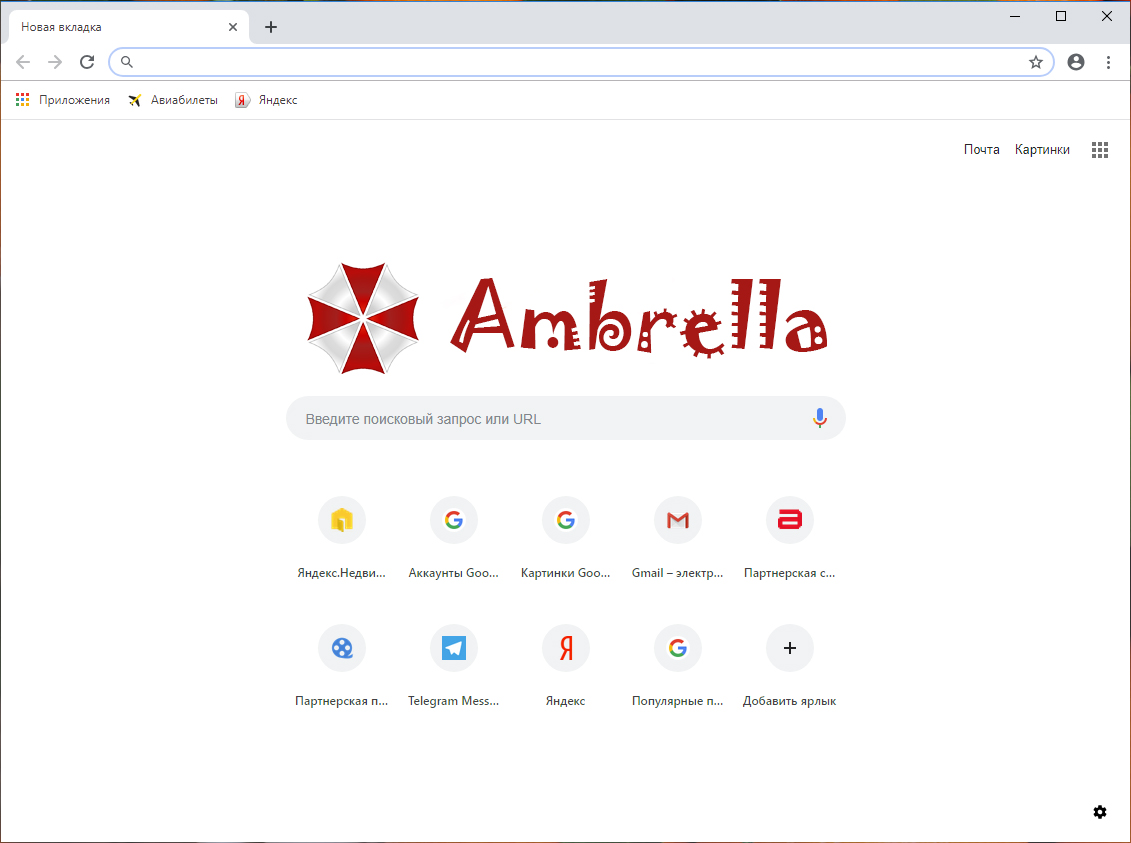 Новая вкладка
Приложения Авиабилеты Яндекс
Почта Картинки
Ambrella
Введите поисковый запрос или URL
Яндекс.Недви... Аккаунты Goo... Картинки Goo... Gmail – электр... Партнерская с...
Партнерская п... Telegram Mess... Яндекс Популярные п... Добавить ярлык